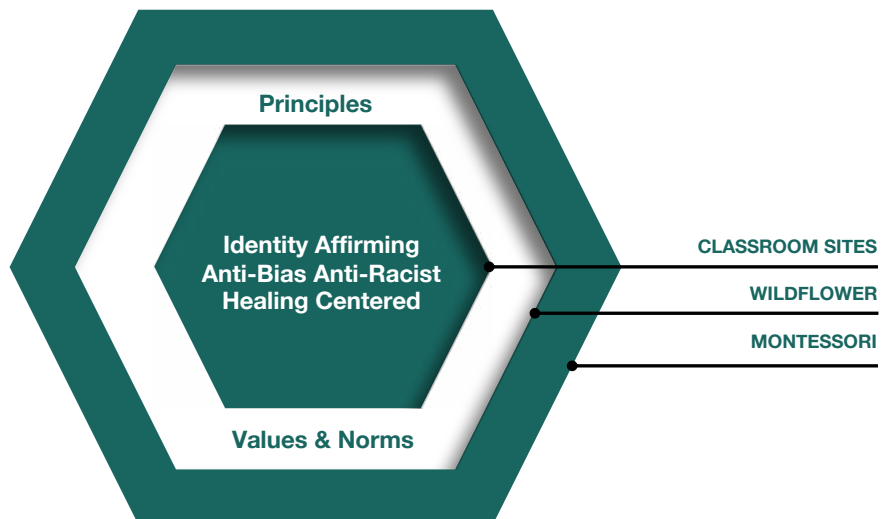 Principles
Identity Affirming
Anti-Bias Anti-Racist
Healing Centered
Values & Norms
CLASSROOM SITES
WILDFLOWER
MONTESSORI